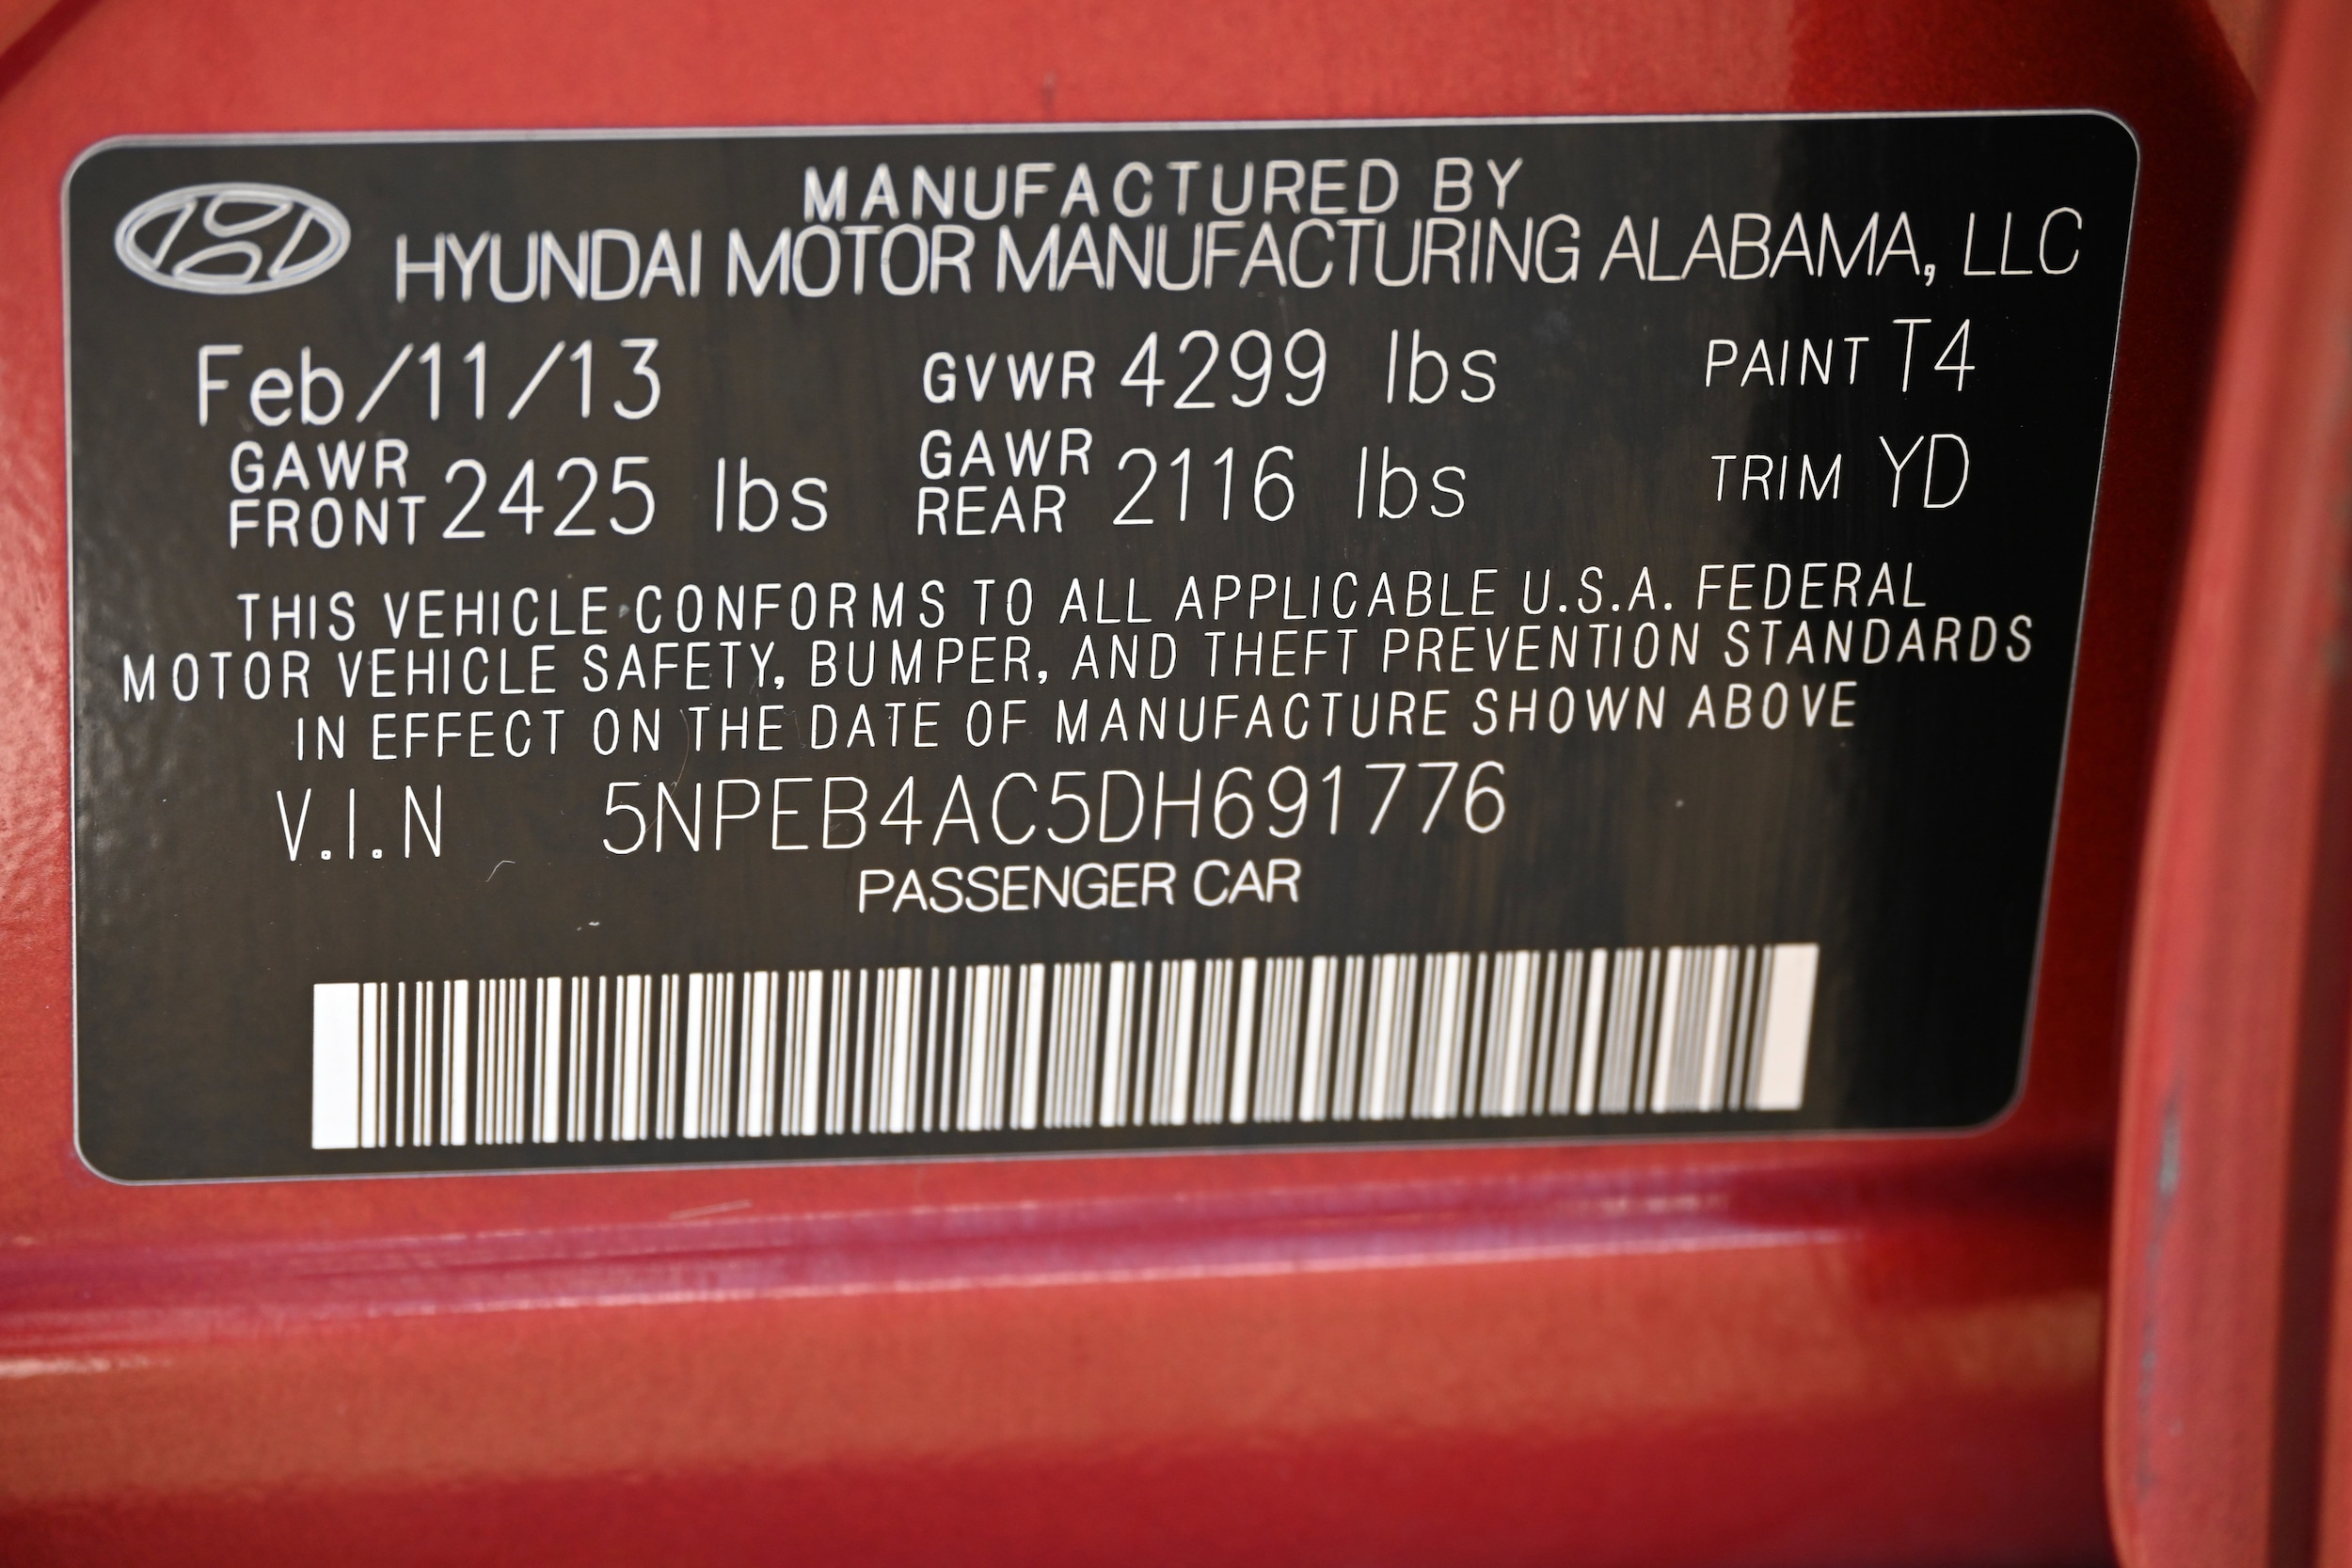 MANUFACTURED BY
HYUNDAI MOTOR MANUFACTURING ALABAMA, LLC
Feb/11/13 GVWR 4299 lbs PAINT T4
GAWR FRONT 2425 lbs GAWR REAR 2116 lbs TRIM YD
THIS VEHICLE CONFORMS TO ALL APPLICABLE U.S.A. FEDERAL
MOTOR VEHICLE SAFETY, BUMPER, AND THEFT PREVENTION STANDARDS
IN EFFECT ON THE DATE OF MANUFACTURE SHOWN ABOVE
V.I.N 5NPEB4AC5DH691776
PASSENGER CAR